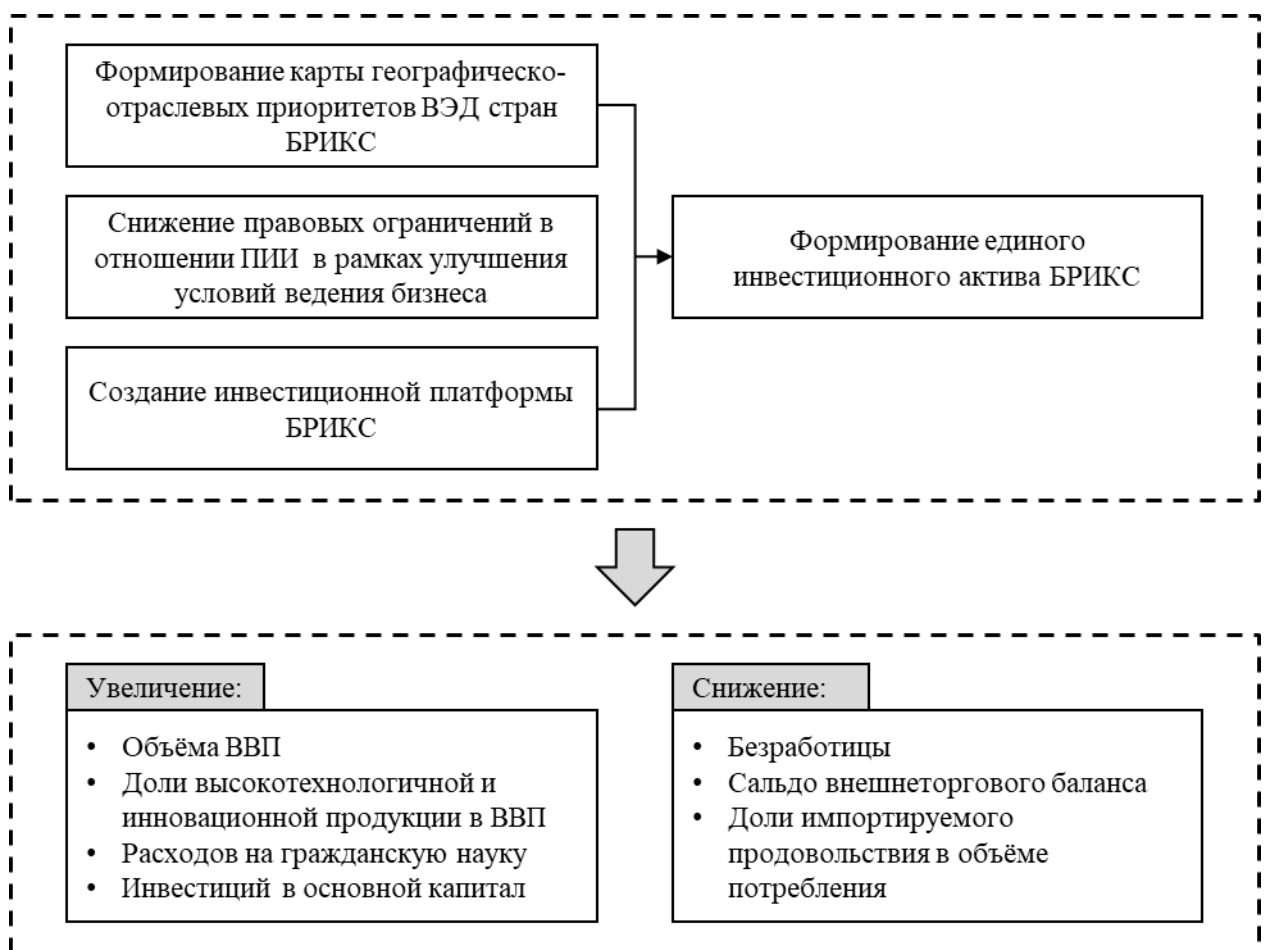 Формирование карты географическо-
отраслевых приоритетов ВЭД стран
БРИКС
Снижение правовых ограничений в
отношении ПИИ в рамках улучшения
условий ведения бизнеса
Создание инвестиционной платформы
БРИКС
Формирование единого
инвестиционного актива БРИКС
Увеличение:
• Объёма ВВП
• Доли высокотехнологичной и
инновационной продукции в ВВП
• Расходов на гражданскую науку
• Инвестиций в основной капитал
Снижение:
• Безработицы
• Сальдо внешнеторгового баланса
• Доли импортируемого
продовольствия в объёме
потребления